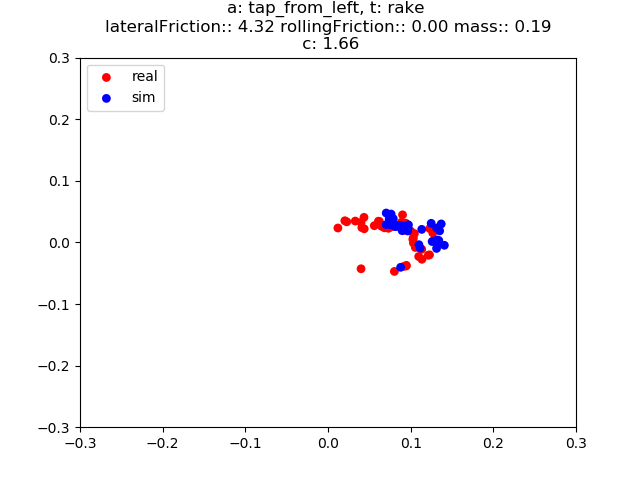 a: tap_from_left, t: rake
lateralFriction:: 4.32 rollingFriction:: 0.00 mass:: 0.19
c: 1.66
real
sim
0.3
0.2
0.1
0.0
−0.1
−0.2
−0.3
−0.3 −0.2 −0.1 0.0 0.1 0.2 0.3